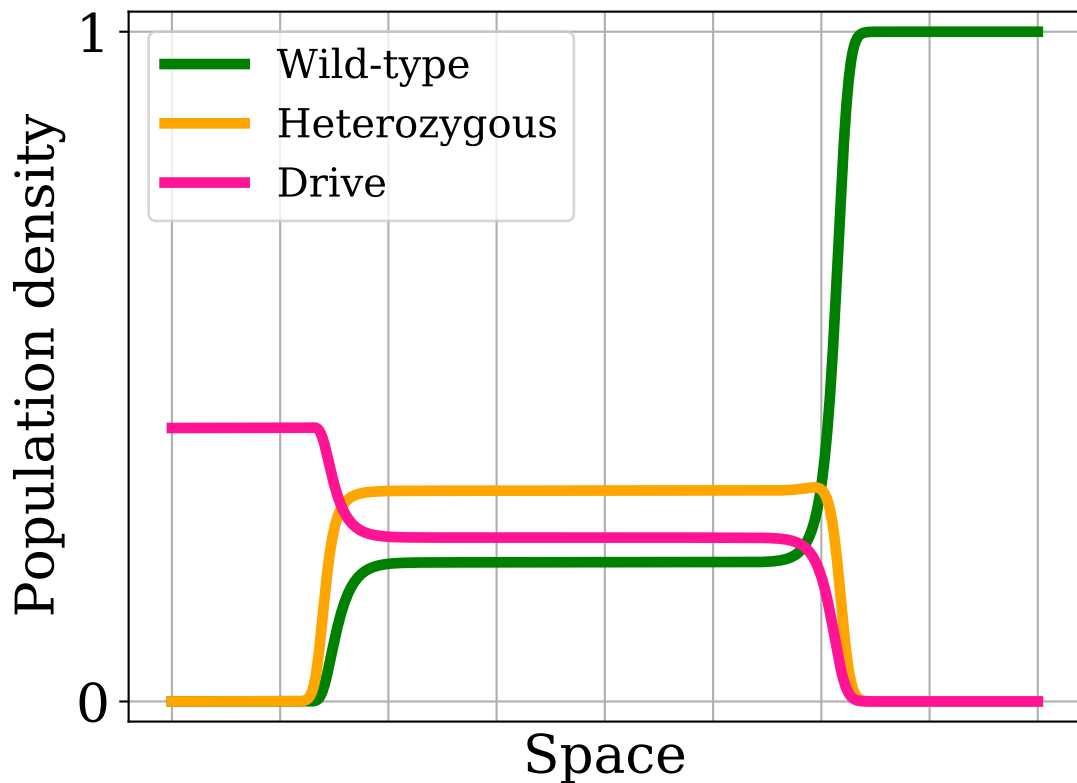 1
Wild-type
Heterozygous
Drive
Population density
0
Space